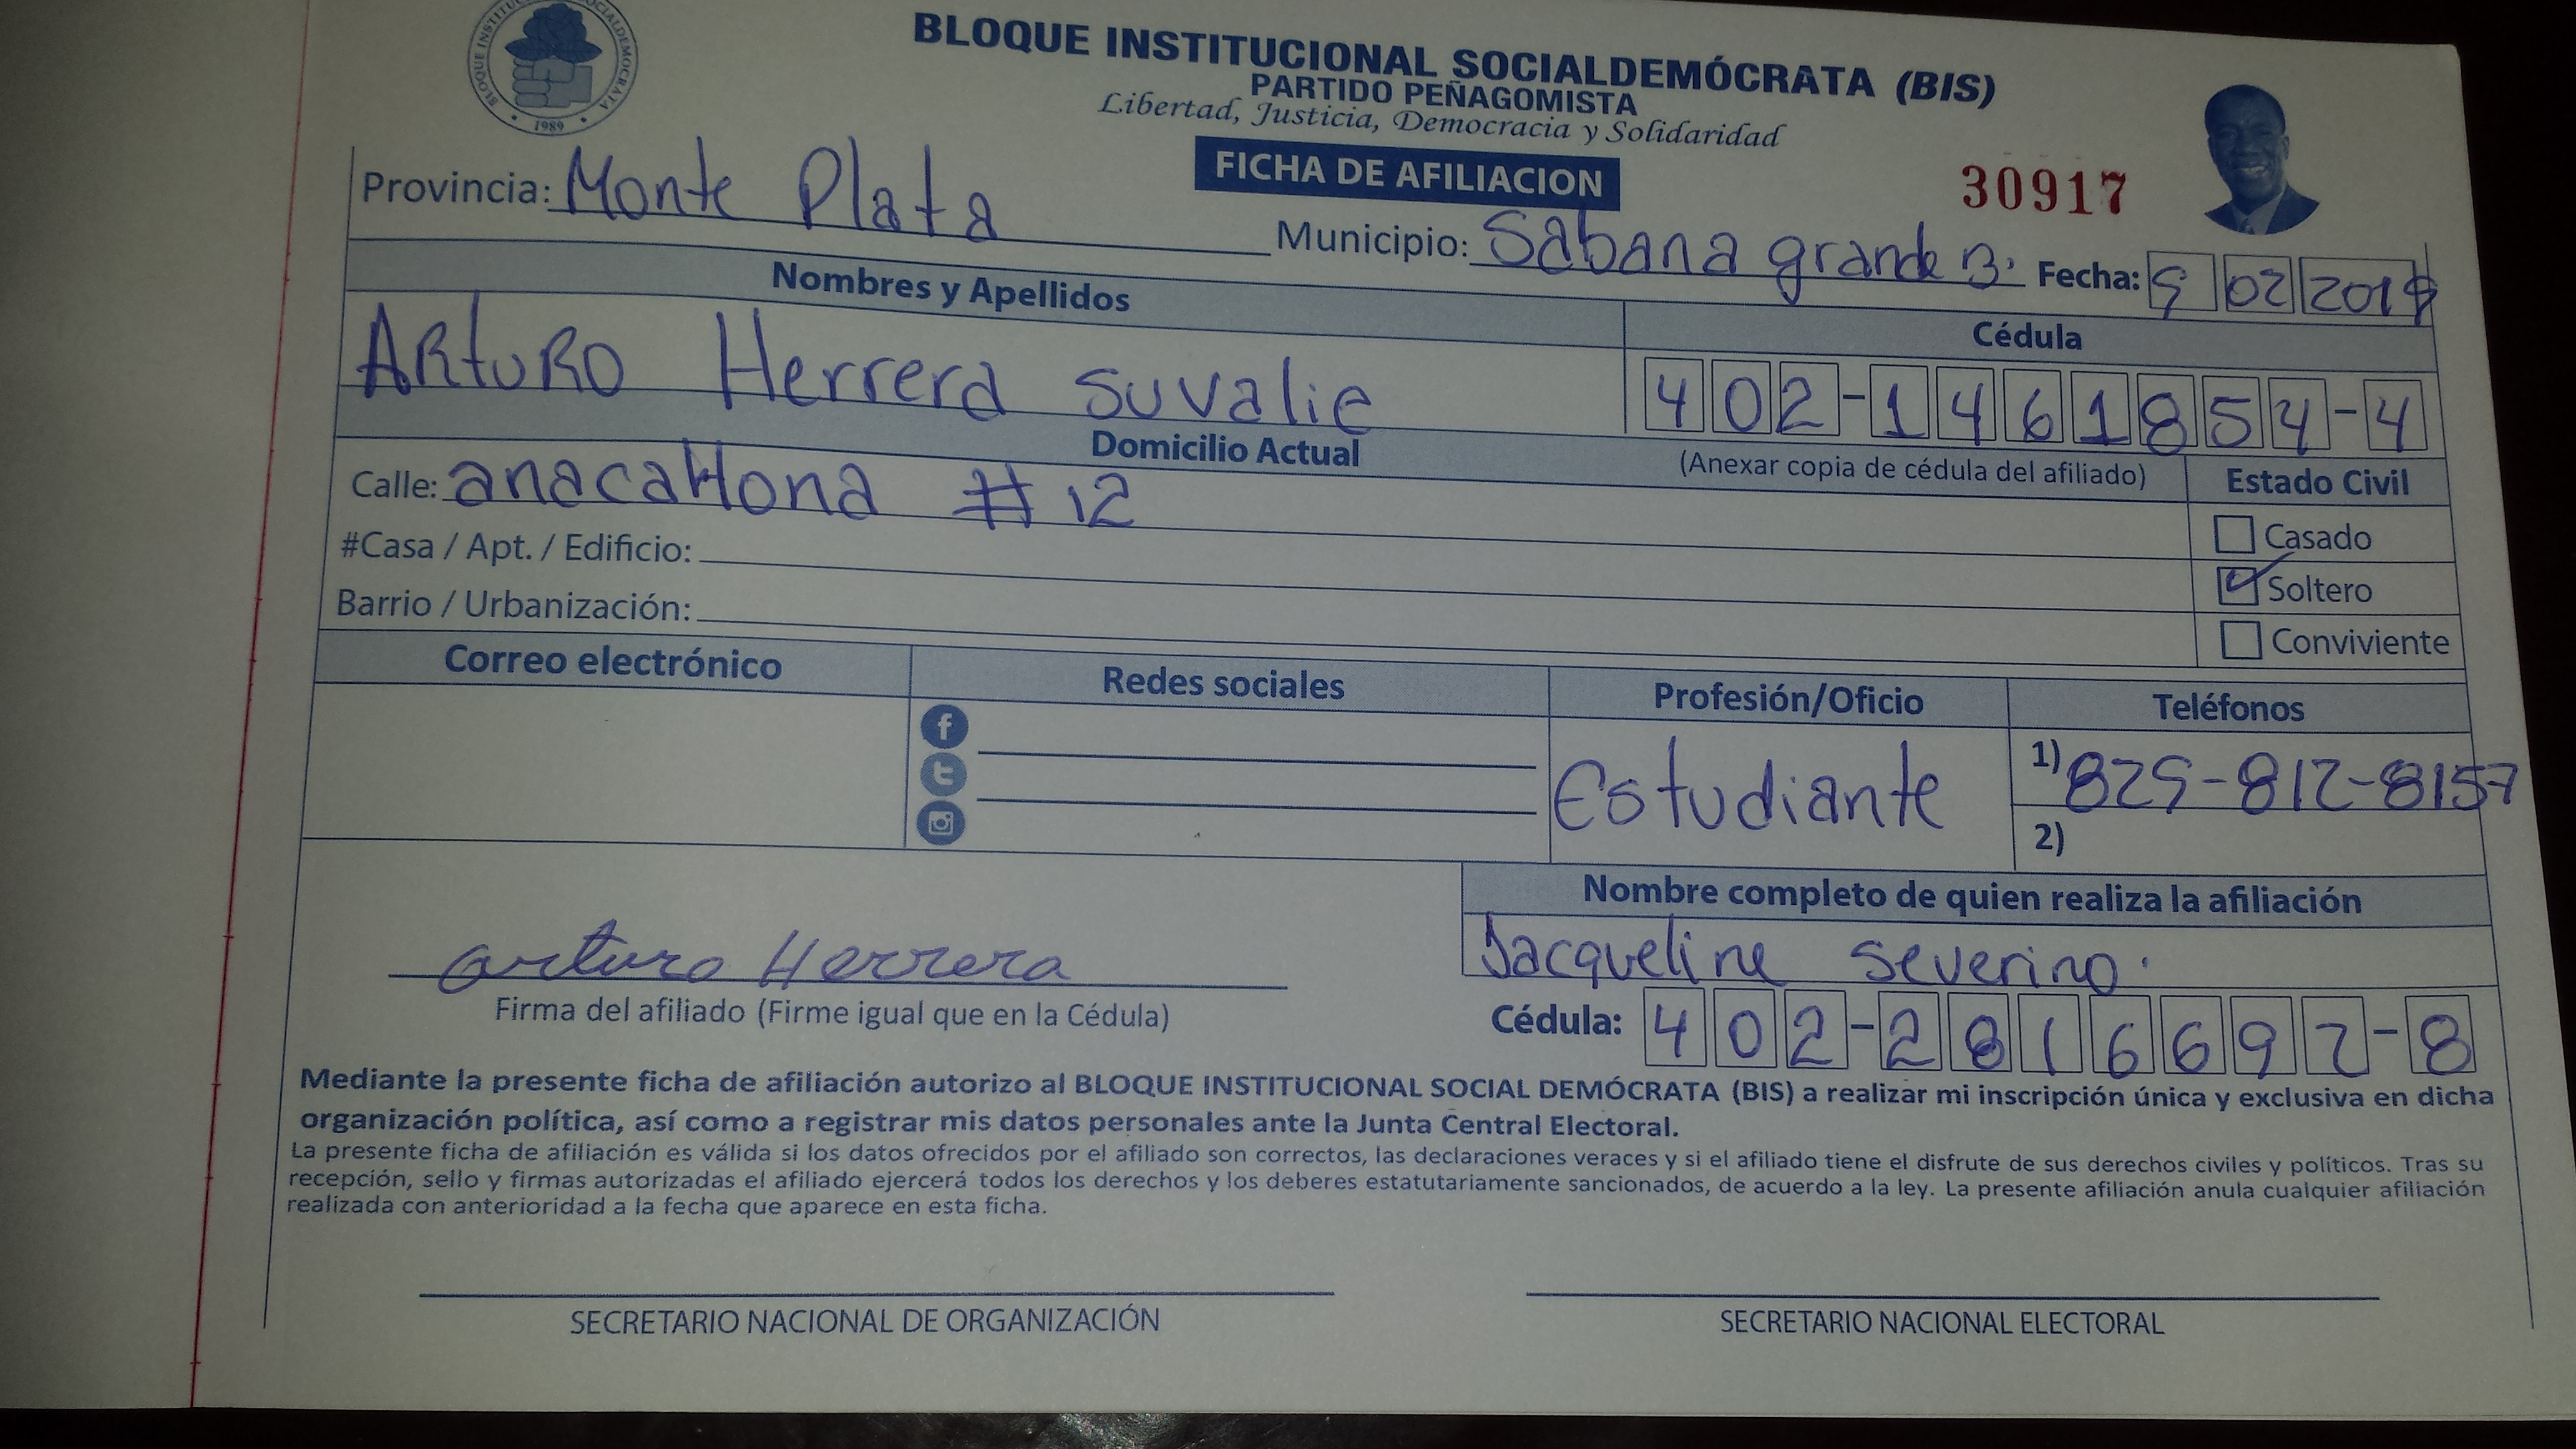 BLOQUE INSTITUCIONAL SOCIALDEMÓCRATA
1989
BLOQUE INSTITUCIONAL SOCIALDEMÓCRATA (BIS)
PARTIDO PEÑAGOMISTA
Libertad, Justicia, Democracia y Solidaridad
FICHA DE AFILIACION
30917
Provincia: Monte Plata
Municipio: Sabana grande B. Fecha: 9 02 2019
Nombres y Apellidos
Cédula
Arturo Herrera suvalie
402-1461854-4
Domicilio Actual
(Anexar copia de cédula del afiliado)
Estado Civil
Calle: anacaHona # 12
Casado
#Casa / Apt. / Edificio:
Soltero
Barrio / Urbanización:
Conviviente
Correo electrónico Redes sociales Profesión/Oficio Teléfonos
Estudiante
1) 829-812-8157
2)
Nombre completo de quien realiza la afiliación
Jacqueline Severino.
arturo Herrera
Firma del afiliado (Firme igual que en la Cédula)
Cédula: 402-2816697-8
Mediante la presente ficha de afiliación autorizo al BLOQUE INSTITUCIONAL SOCIAL DEMÓCRATA (BIS) a realizar mi inscripción única y exclusiva en dicha
organización política, así como a registrar mis datos personales ante la Junta Central Electoral.
La presente ficha de afiliación es válida si los datos ofrecidos por el afiliado son correctos, las declaraciones veraces y si el afiliado tiene el disfrute de sus derechos civiles y políticos. Tras su
recepción, sello y firmas autorizadas el afiliado ejercerá todos los derechos y los deberes estatutariamente sancionados, de acuerdo a la ley. La presente afiliación anula cualquier afiliación
realizada con anterioridad a la fecha que aparece en esta ficha.
SECRETARIO NACIONAL DE ORGANIZACIÓN
SECRETARIO NACIONAL ELECTORAL